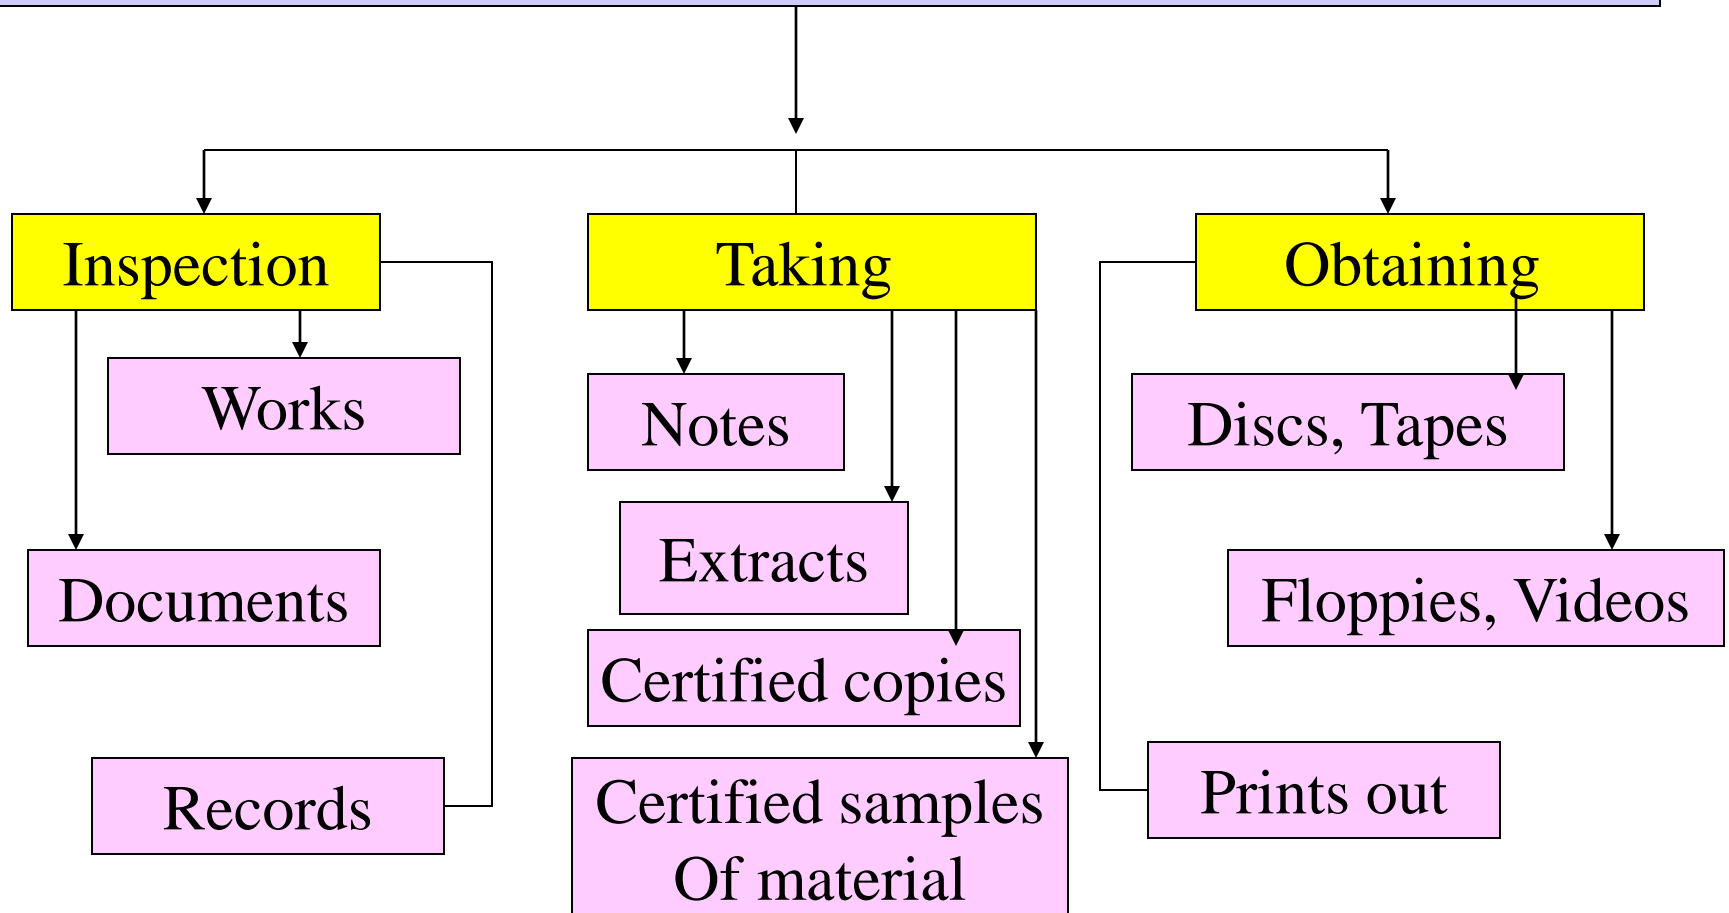 Inspection
Taking
Obtaining
Works
Notes
Discs, Tapes
Extracts
Documents
Floppies, Videos
Certified copies
Records
Certified samples
Of material
Prints out